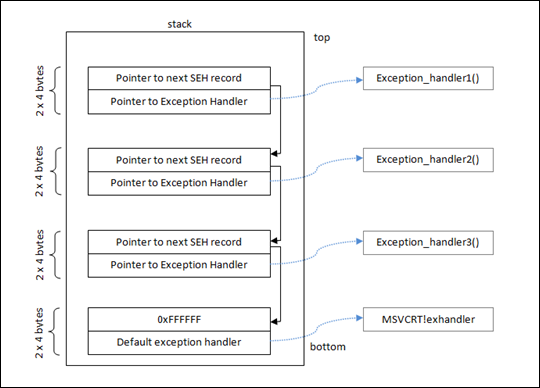 stack
top
2 x 4 bytes
Pointer to next SEH record
Pointer to Exception Handler
Exception_handler1()
2 x 4 bytes
Pointer to next SEH record
Pointer to Exception Handler
Exception_handler2()
2 x 4 bytes
Pointer to next SEH record
Pointer to Exception Handler
Exception_handler3()
2 x 4 bytes
0xFFFFFF
Default exception handler
MSVCRT!exhandler
bottom